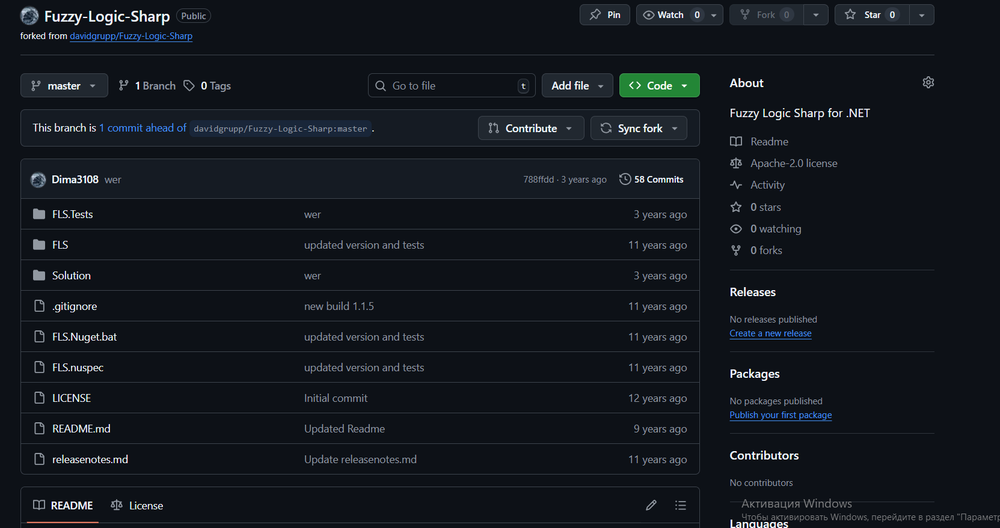 Fuzzy-Logic-Sharp Public
Pin
Watch 0
Fork 0
Star 0
forked from davidgrupp/Fuzzy-Logic-Sharp
master
1 Branch
0 Tags
Go to file
t
Add file
Code
This branch is 1 commit ahead of davidgrupp/Fuzzy-Logic-Sharp:master .
Contribute
Sync fork
Dima3108 wer 788ffdd · 3 years ago 58 Commits
FLS.Tests wer 3 years ago
FLS updated version and tests 11 years ago
Solution wer 3 years ago
.gitignore new build 1.1.5 11 years ago
FLS.Nuget.bat updated version and tests 11 years ago
FLS.nuspec updated version and tests 11 years ago
LICENSE Initial commit 12 years ago
README.md Updated Readme 9 years ago
releasenotes.md Update releasenotes.md 11 years ago
README
License
About
Fuzzy Logic Sharp for .NET
Readme
Apache-2.0 license
Activity
0 stars
0 watching
0 forks
Releases
No releases published
Create a new release
Packages
No packages published
Publish your first package
Contributors
No contributors
Активация Windows
Чтобы активировать Windows, перейдите в раздел "Парамет
Languages